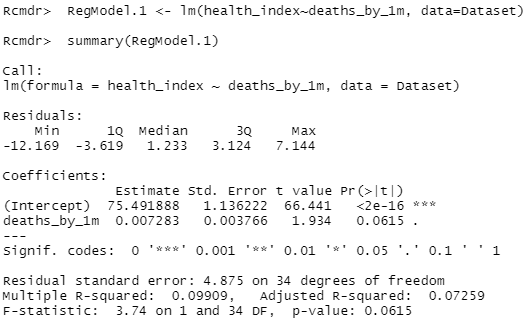 Rcmdr>  RegModel.1 <- lm(health_index~deaths_by_1m, data=Dataset)
Rcmdr>  summary(RegModel.1)
Call:
lm(formula = health_index ~ deaths_by_1m, data = Dataset)
Residuals:
    Min      1Q  Median      3Q     Max
-12.169  -3.619   1.233   3.124   7.144
Coefficients:
             Estimate Std. Error t value Pr(>|t|)
(Intercept)  75.491888   1.136222  66.441   <2e-16 ***
deaths_by_1m  0.007283   0.003766   1.934   0.0615 .
---
Signif. codes:  0 '***' 0.001 '**' 0.01 '*' 0.05 '.' 0.1 ' ' 1
Residual standard error: 4.875 on 34 degrees of freedom
Multiple R-squared:  0.09909,   Adjusted R-squared:  0.07259
F-statistic:  3.74 on 1 and 34 DF,  p-value: 0.0615